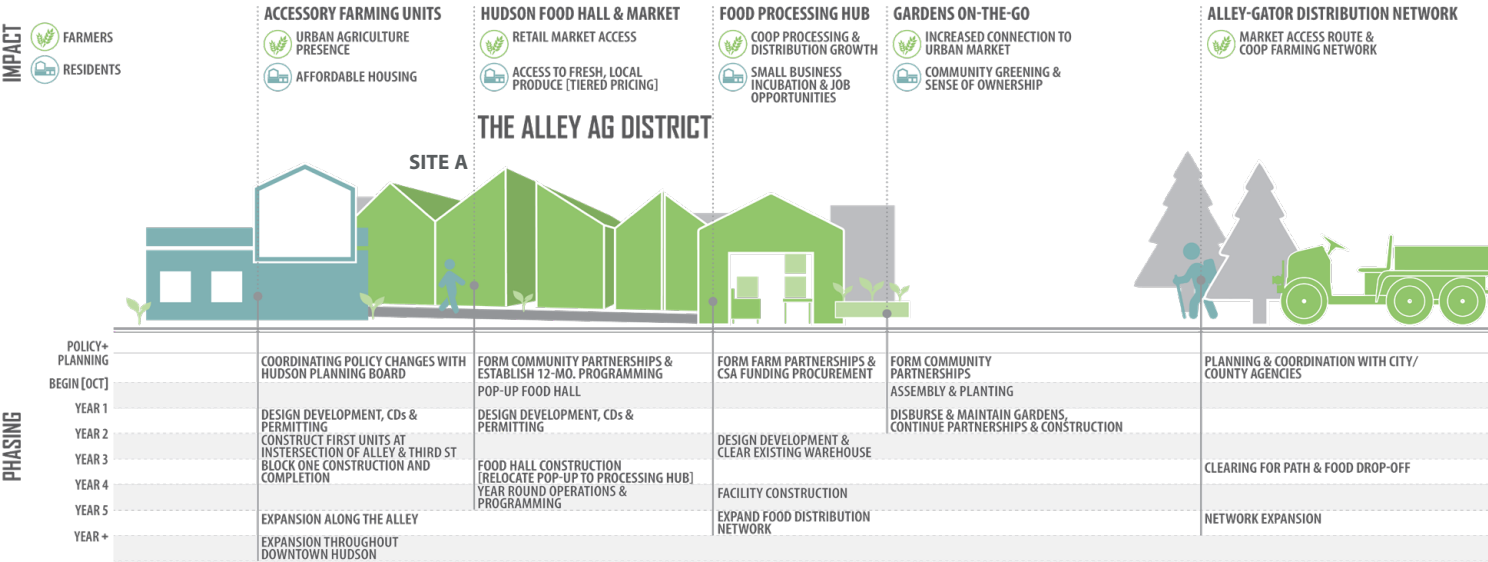 IMPACT
FARMERS
RESIDENTS
ACCESSORY FARMING UNITS
URBAN AGRICULTURE
PRESENCE
AFFORDABLE HOUSING
HUDSON FOOD HALL & MARKET
RETAIL MARKET ACCESS
ACCESS TO FRESH, LOCAL
PRODUCE [TIERED PRICING]
FOOD PROCESSING HUB
COOP PROCESSING &
DISTRIBUTION GROWTH
SMALL BUSINESS
INCUBATION & JOB
OPPORTUNITIES
GARDENS ON-THE-GO
INCREASED CONNECTION TO
URBAN MARKET
COMMUNITY GREENING &
SENSE OF OWNERSHIP
ALLEY-GATOR DISTRIBUTION NETWORK
MARKET ACCESS ROUTE &
COOP FARMING NETWORK
THE ALLEY AG DISTRICT
SITE A
PHASING
POLICY+
PLANNING
COORDINATING POLICY CHANGES WITH
HUDSON PLANNING BOARD
FORM COMMUNITY PARTNERSHIPS &
ESTABLISH 12-MO. PROGRAMMING
FORM FARM PARTNERSHIPS &
CSA FUNDING PROCUREMENT
FORM COMMUNITY
PARTNERSHIPS
PLANNING & COORDINATION WITH CITY/
COUNTY AGENCIES
BEGIN [OCT]
POP-UP FOOD HALL
ASSEMBLY & PLANTING
YEAR 1
DESIGN DEVELOPMENT, CDs &
PERMITTING
DESIGN DEVELOPMENT, CDs &
PERMITTING
DISBURSE & MAINTAIN GARDENS,
CONTINUE PARTNERSHIPS & CONSTRUCTION
YEAR 2
CONSTRUCT FIRST UNITS AT
INSTERSECTION OF ALLEY & THIRD ST
DESIGN DEVELOPMENT &
CLEAR EXISTING WAREHOUSE
YEAR 3
BLOCK ONE CONSTRUCTION AND
COMPLETION
FOOD HALL CONSTRUCTION
[RELOCATE POP-UP TO PROCESSING HUB]
CLEARING FOR PATH & FOOD DROP-OFF
YEAR 4
YEAR ROUND OPERATIONS &
PROGRAMMING
FACILITY CONSTRUCTION
YEAR 5
EXPANSION ALONG THE ALLEY
EXPAND FOOD DISTRIBUTION
NETWORK
NETWORK EXPANSION
YEAR +
EXPANSION THROUGHOUT
DOWNTOWN HUDSON